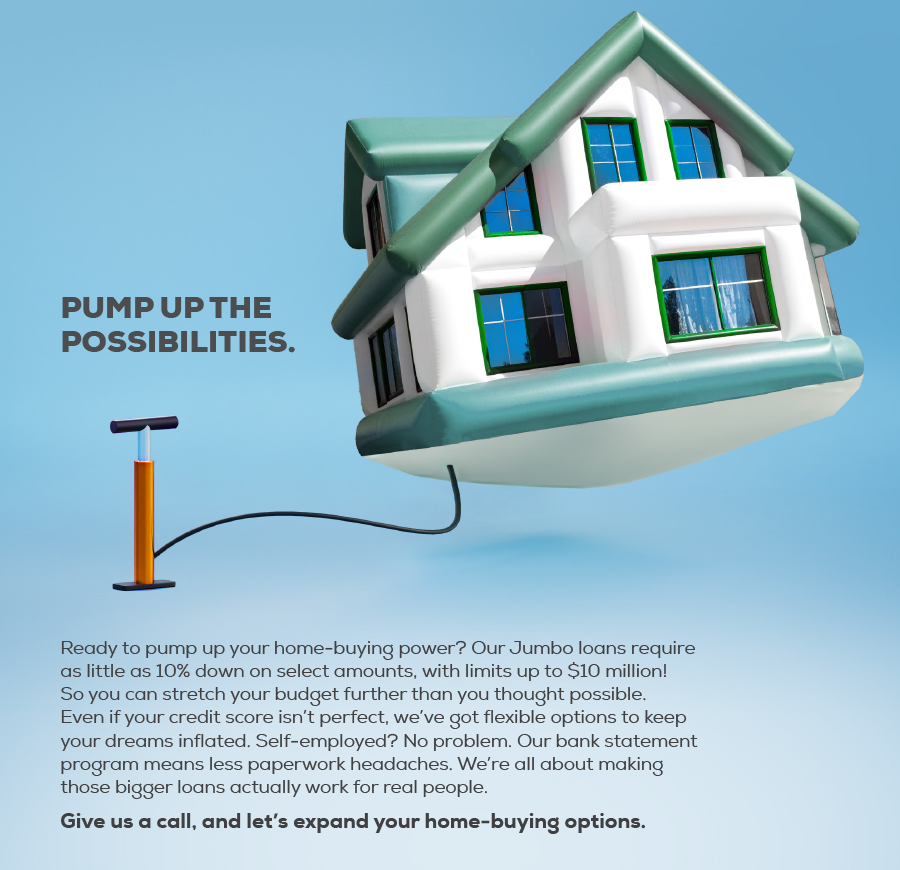 PUMP UP THE
POSSIBILITIES.
Ready to pump up your home-buying power? Our Jumbo loans require
as little as 10% down on select amounts, with limits up to $10 million!
So you can stretch your budget further than you thought possible.
Even if your credit score isn’t perfect, we’ve got flexible options to keep
your dreams inflated. Self-employed? No problem. Our bank statement
program means less paperwork headaches. We’re all about making
those bigger loans actually work for real people.
Give us a call, and let’s expand your home-buying options.